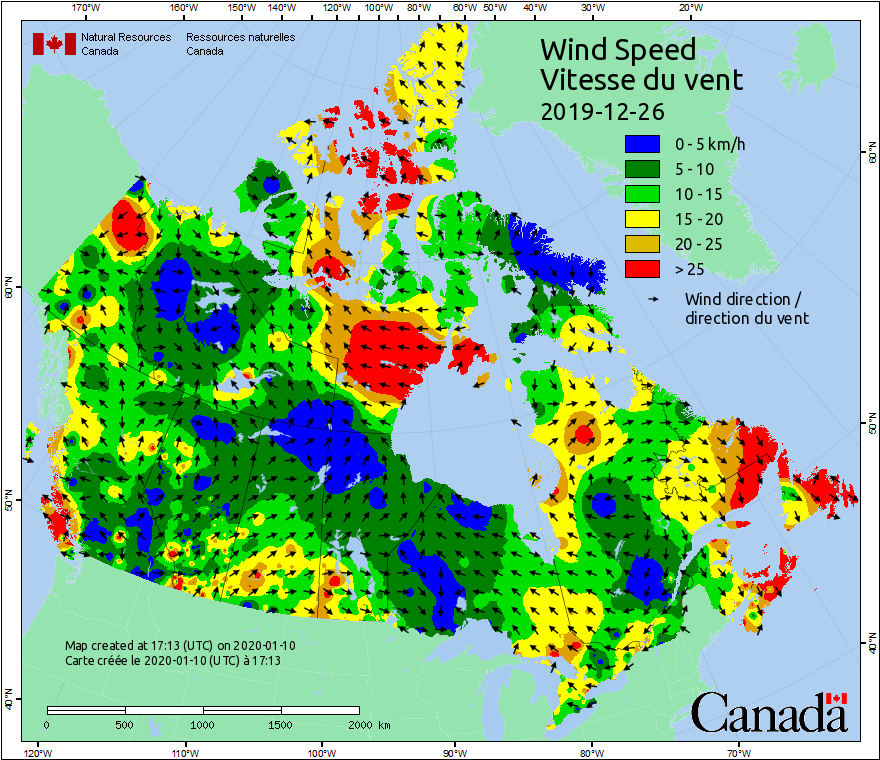 170°W 160°W 150°W 140°W 130°W 120°W 110°W 100°W 90°W 80°W 70°W 60°W 50°W 40°W 30°W 20°W
Natural Resources Ressources naturelles
Canada Canada
Wind Speed
Vitesse du vent
2019-12-26
0 - 5 km/h
5 - 10
10 - 15
15 - 20
20 - 25
> 25
Wind direction /
direction du vent
60°N
60°N
50°N
50°N
40°N
40°N
Map created at 17:13 (UTC) on 2020-01-10
Carte créée le 2020-01-10 (UTC) à 17:13
0 500 1000 1500 2000 km
Canada
120°W 110°W 100°W 90°W 80°W 70°W